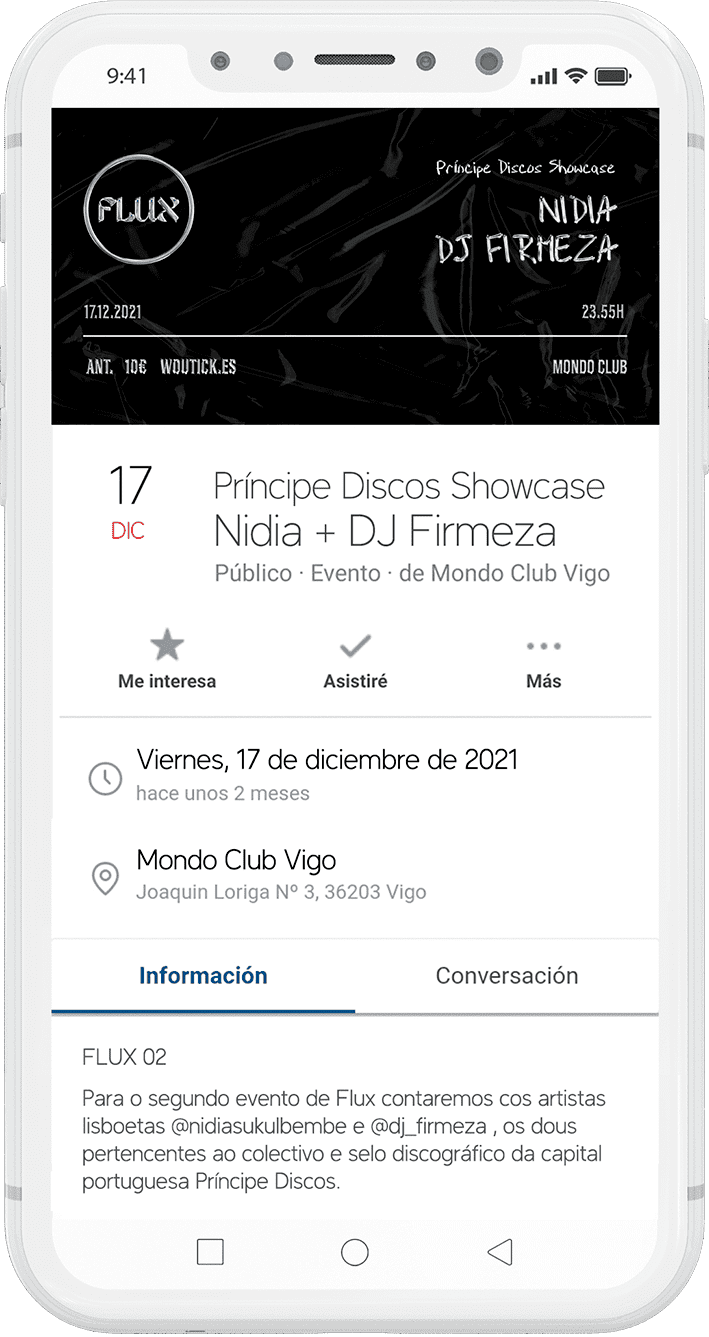 9:41
FLUX
Príncipe Discos Showcase
NIDIA
DJ FIRMEZA
17.12.2021
23.55H
ANT. 10€ WOUTICK.ES
MONDO CLUB
17
DIC
Príncipe Discos Showcase
Nidia + DJ Firmeza
Público · Evento · de Mondo Club Vigo
Me interesa
Asistiré
Más
Viernes, 17 de diciembre de 2021
hace unos 2 meses
Mondo Club Vigo
Joaquin Loriga Nº 3, 36203 Vigo
Información
Conversación
FLUX 02
Para o segundo evento de Flux contaremos cos artistas
lisboetas @nidiasukulbembe e @dj_firmeza , os dous
pertencentes ao colectivo e selo discográfico da capital
portuguesa Príncipe Discos.